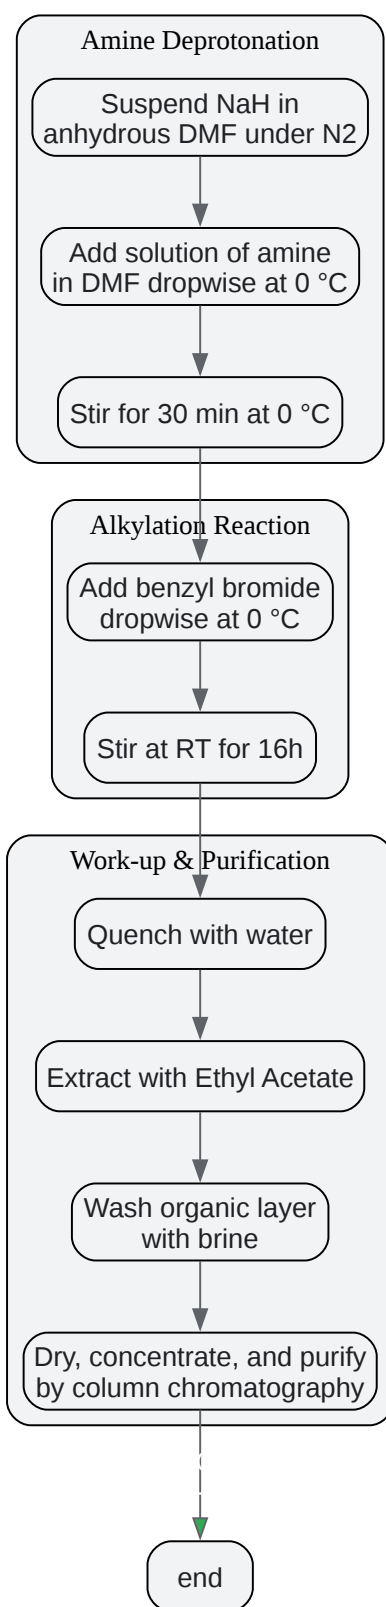 Amine Deprotonation
Suspend NaH in
anhydrous DMF under N2
Add solution of amine
in DMF dropwise at 0 °C
Stir for 30 min at 0 °C
Alkylation Reaction
Add benzyl bromide
dropwise at 0 °C
Stir at RT for 16h
Work-up & Purification
Quench with water
Extract with Ethyl Acetate
Wash organic layer
with brine
Dry, concentrate, and purify
by column chromatography
end